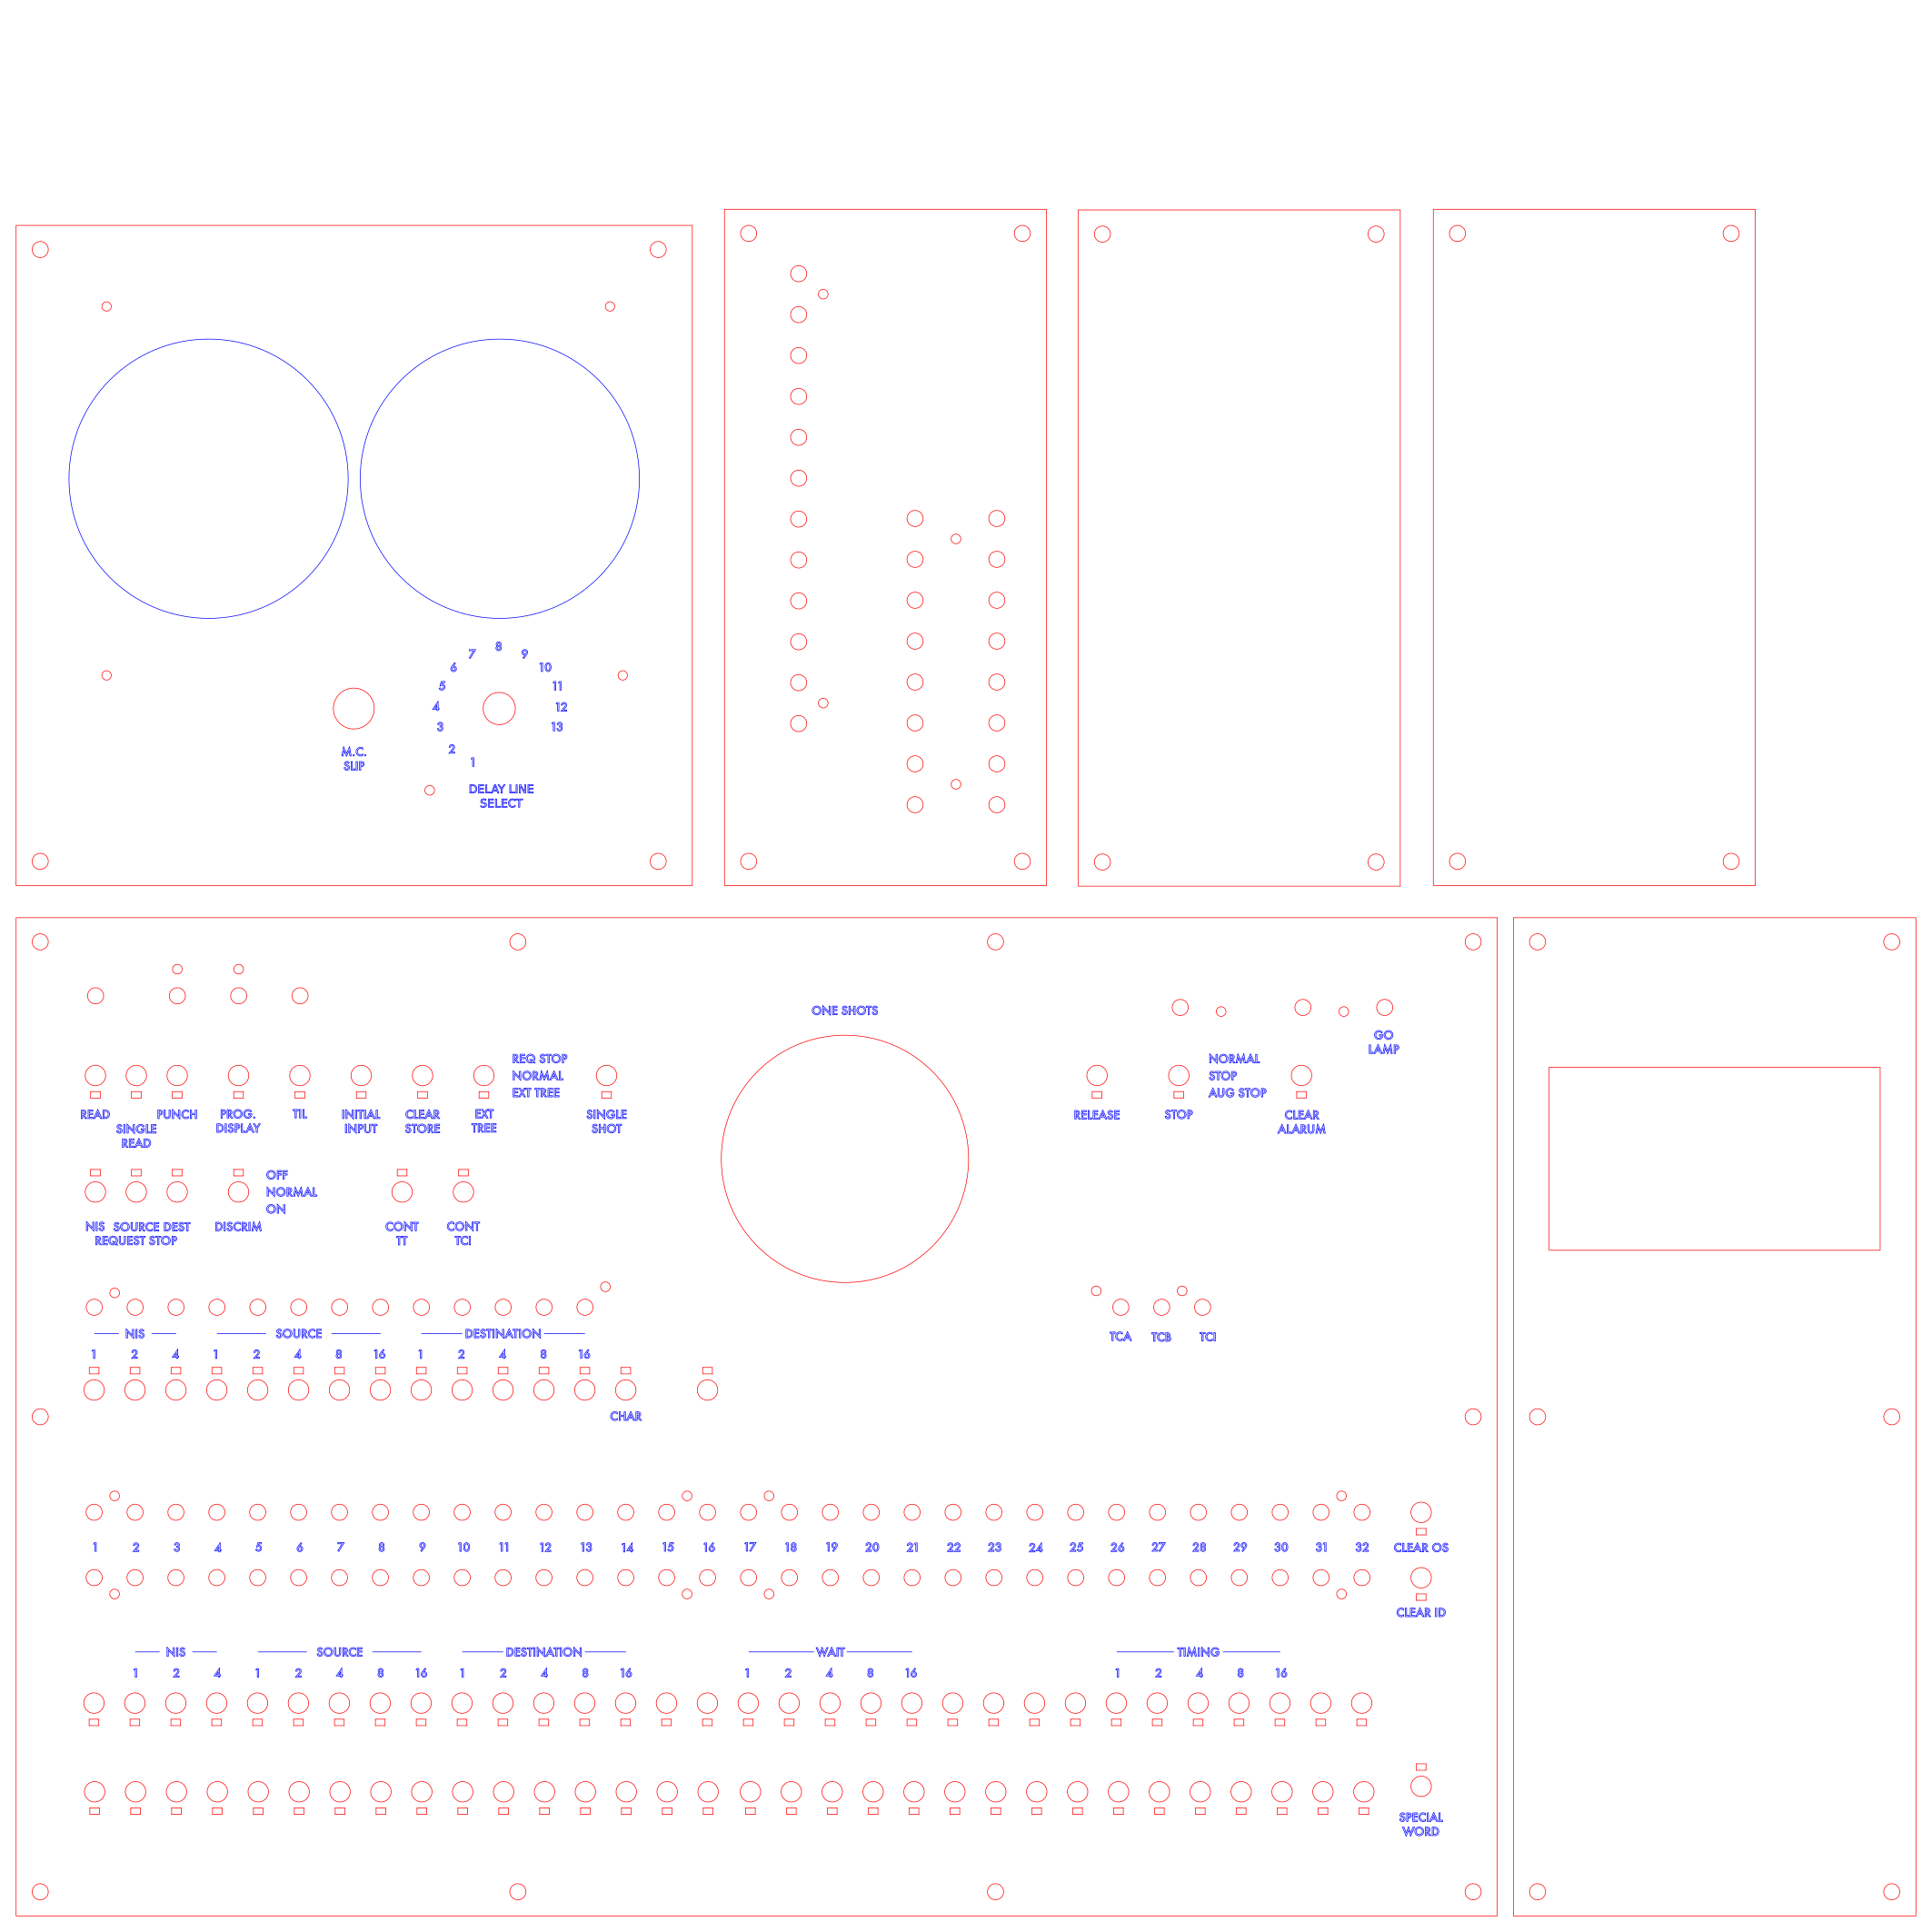 8
7 9
6 10
5 11
4 12
3 13
2
1
M.C.
SLIP
DELAY LINE
SELECT
ONE SHOTS
GO
LAMP
REQ STOP
NORMAL
EXT TREE
NORMAL
STOP
AUG STOP
READ
SINGLE
READ
PUNCH
PROG.
DISPLAY
TIL
INITIAL
INPUT
CLEAR
STORE
EXT
TREE
SINGLE
SHOT
RELEASE
STOP
CLEAR
ALARUM
OFF
NORMAL
ON
NIS SOURCE DEST
REQUEST STOP
DISCRIM
CONT
TT
CONT
TCI
NIS SOURCE DESTINATION
1 2 4 1 2 4 8 16 1 2 4 8 16
TCA TCB TCI
CHAR
1 2 3 4 5 6 7 8 9 10 11 12 13 14 15 16 17 18 19 20 21 22 23 24 25 26 27 28 29 30 31 32 CLEAR OS
CLEAR ID
NIS SOURCE DESTINATION WAIT TIMING
1 2 4 1 2 4 8 16 1 2 4 8 16 1 2 4 8 16 1 2 4 8 16
SPECIAL
WORD